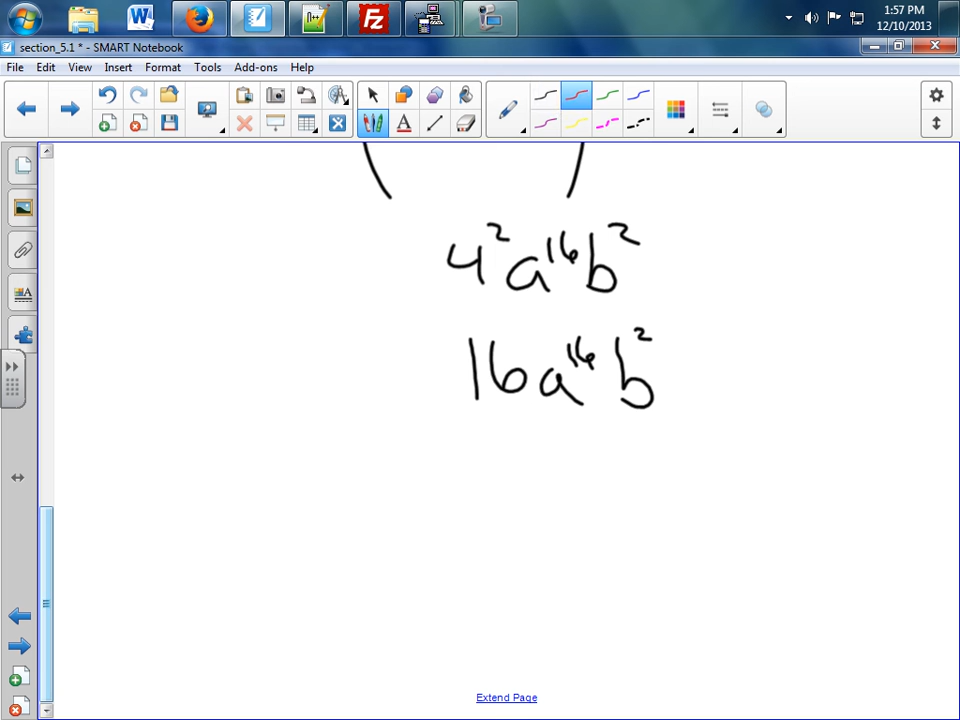 1:57 PM
12/10/2013
section_5.1 * - SMART Notebook
File Edit View Insert Format Tools Add-ons Help
4²a¹⁶b²
16a¹⁶b²
Extend Page